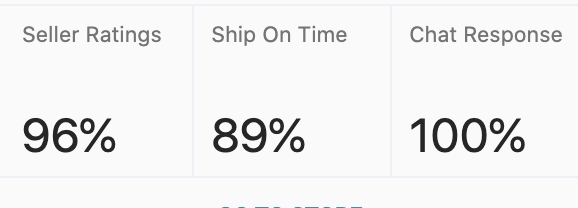 Seller Ratings
Ship On Time
Chat Response
96%
89%
100%